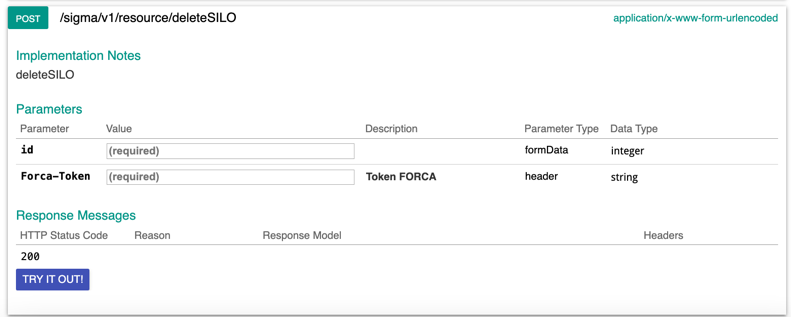 POST /sigma/v1/resource/deleteSILO application/x-www-form-urlencoded
Implementation Notes
deleteSILO
Parameters
Parameter Value Description Parameter Type Data Type
id (required) formData integer
Forca-Token (required) Token FORCA header string
Response Messages
HTTP Status Code Reason Response Model Headers
200
TRY IT OUT!